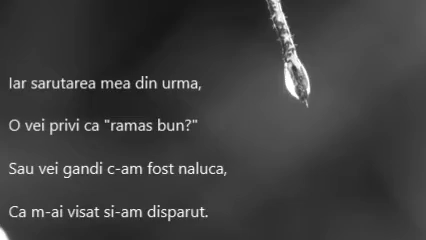 Iar sarutarea mea din urma,
O vei privi ca "ramas bun?"
Sau vei gandi c-am fost naluca,
Ca m-ai visat si-am disparut.